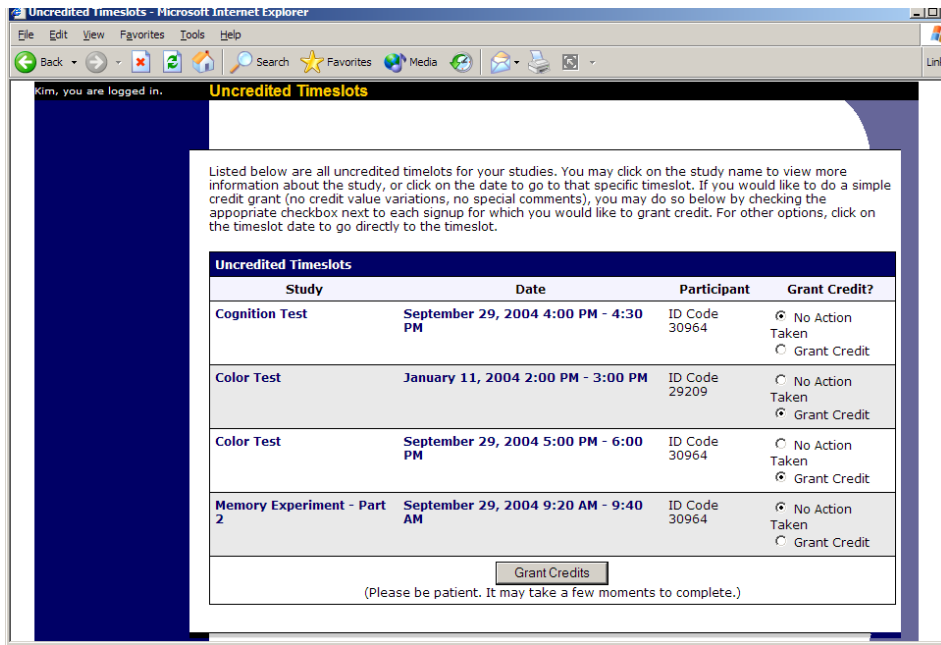 Uncredited Timeslots - Microsoft Internet Explorer
File Edit View Favorites Tools Help
Back Search Favorites Media
Kim, you are logged in.
Uncredited Timeslots
Listed below are all uncredited timelots for your studies. You may click on the study name to view more
information about the study, or click on the date to go to that specific timeslot. If you would like to do a simple
credit grant (no credit value variations, no special comments), you may do so below by checking the
appopriate checkbox next to each signup for which you would like to grant credit. For other options, click on
the timeslot date to go directly to the timeslot.
Uncredited Timeslots
Study Date Participant Grant Credit?
Cognition Test September 29, 2004 4:00 PM - 4:30 ID Code No Action
PM 30964 Taken
Grant Credit
Color Test January 11, 2004 2:00 PM - 3:00 PM ID Code No Action
29209 Taken
Grant Credit
Color Test September 29, 2004 5:00 PM - 6:00 ID Code No Action
PM 30964 Taken
Grant Credit
Memory Experiment - Part September 29, 2004 9:20 AM - 9:40 ID Code No Action
2 AM 30964 Taken
Grant Credit
Grant Credits
(Please be patient. It may take a few moments to complete.)